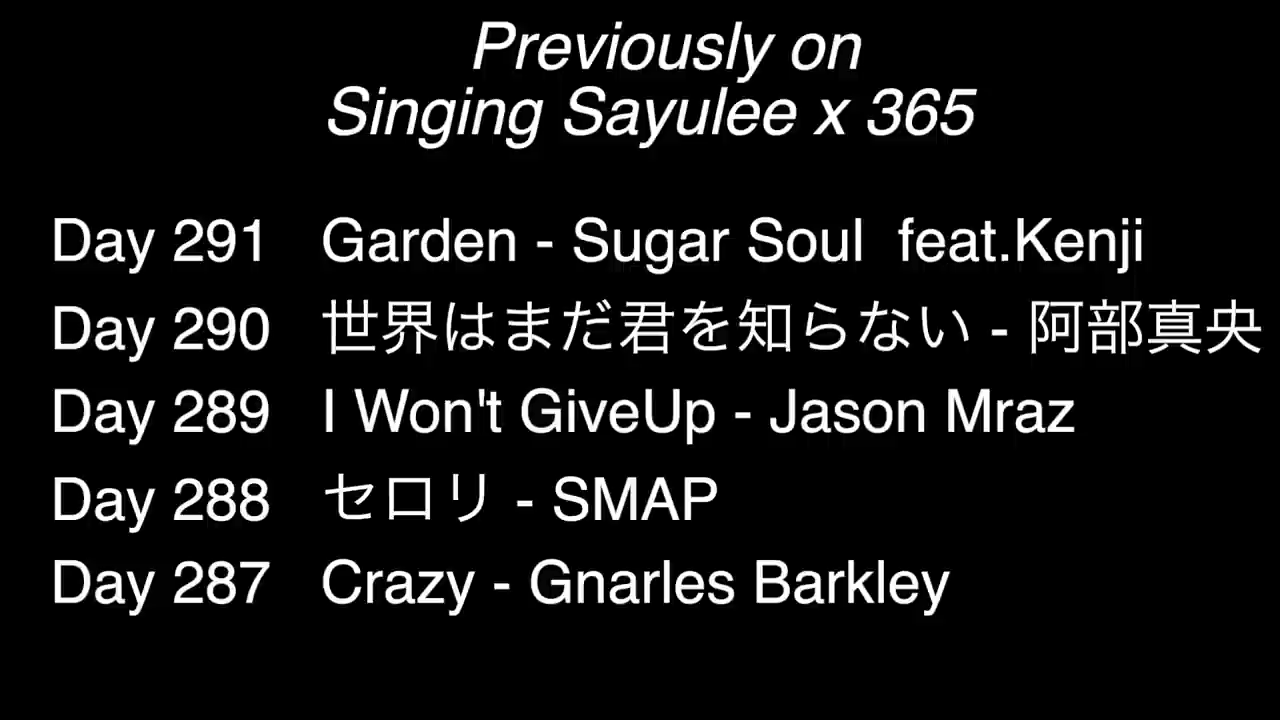 Previously on
Singing Sayulee x 365
Day 291 Garden - Sugar Soul feat.Kenji
Day 290 世界はまだ君を知らない - 阿部真央
Day 289 I Won't GiveUp - Jason Mraz
Day 288 セロリ - SMAP
Day 287 Crazy - Gnarles Barkley